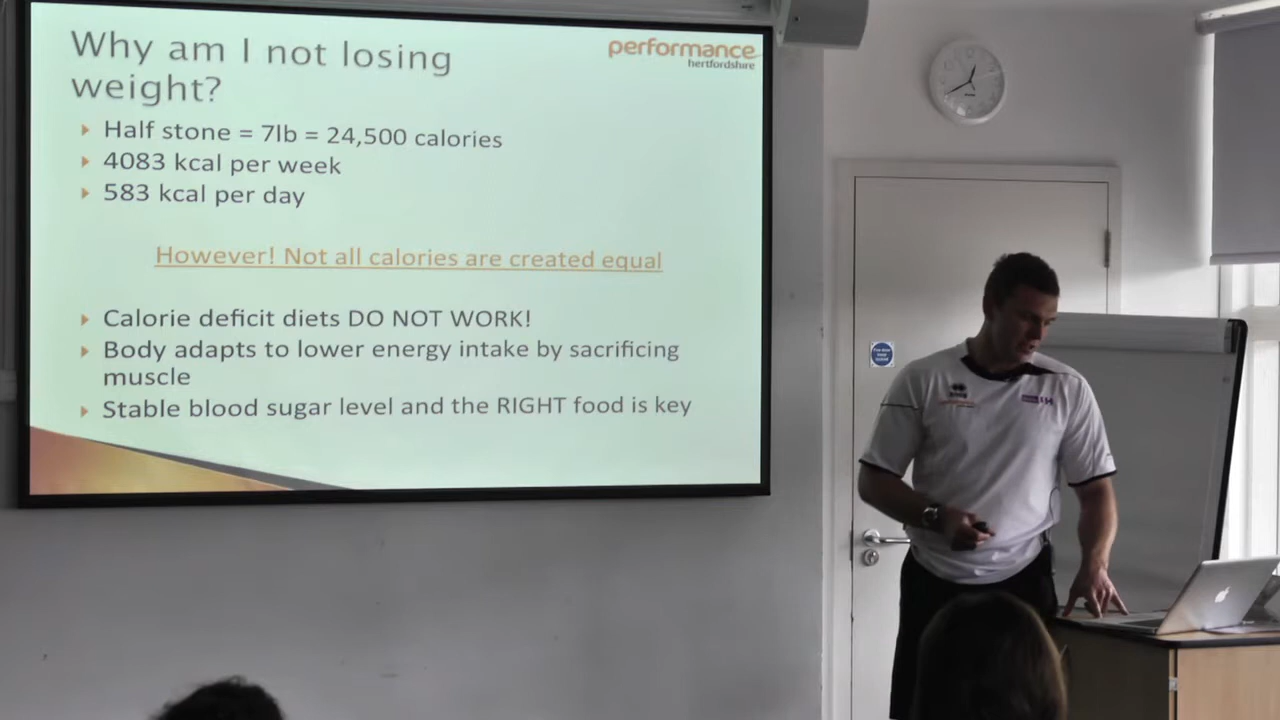 Why am I not losing
weight?
performance
hertfordshire
Half stone = 7lb = 24,500 calories
4083 kcal per week
583 kcal per day
However! Not all calories are created equal
Calorie deficit diets DO NOT WORK!
Body adapts to lower energy intake by sacrificing
muscle
Stable blood sugar level and the RIGHT food is key